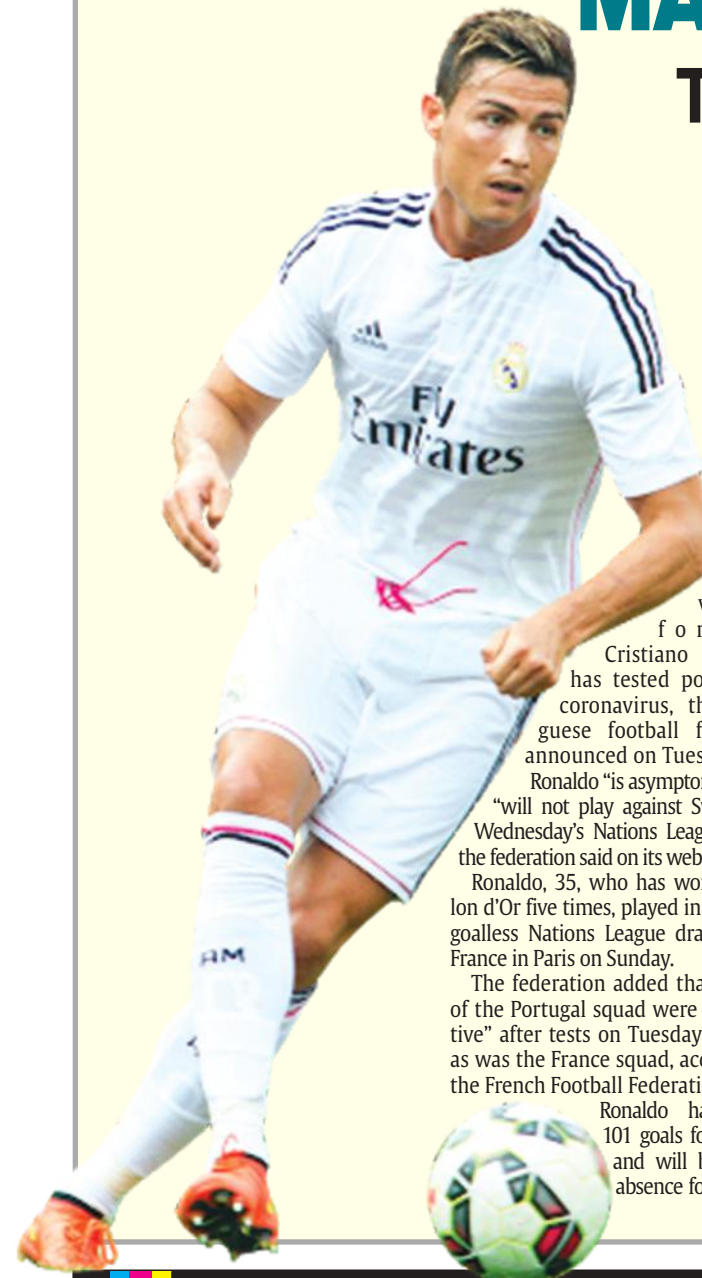 MA
T
adidas
Fly
Emirates
f o r
Cristiano
has tested po
coronavirus, th
guese football f
announced on Tues
Ronaldo “is asympto
“will not play against S
Wednesday’s Nations Leag
the federation said on its web
Ronaldo, 35, who has wo
lon d’Or five times, played in
goalless Nations League dra
France in Paris on Sunday.
The federation added tha
of the Portugal squad were
tive” after tests on Tuesday
as was the France squad, acc
the French Football Federati
Ronaldo ha
101 goals fo
and will b
absence fo